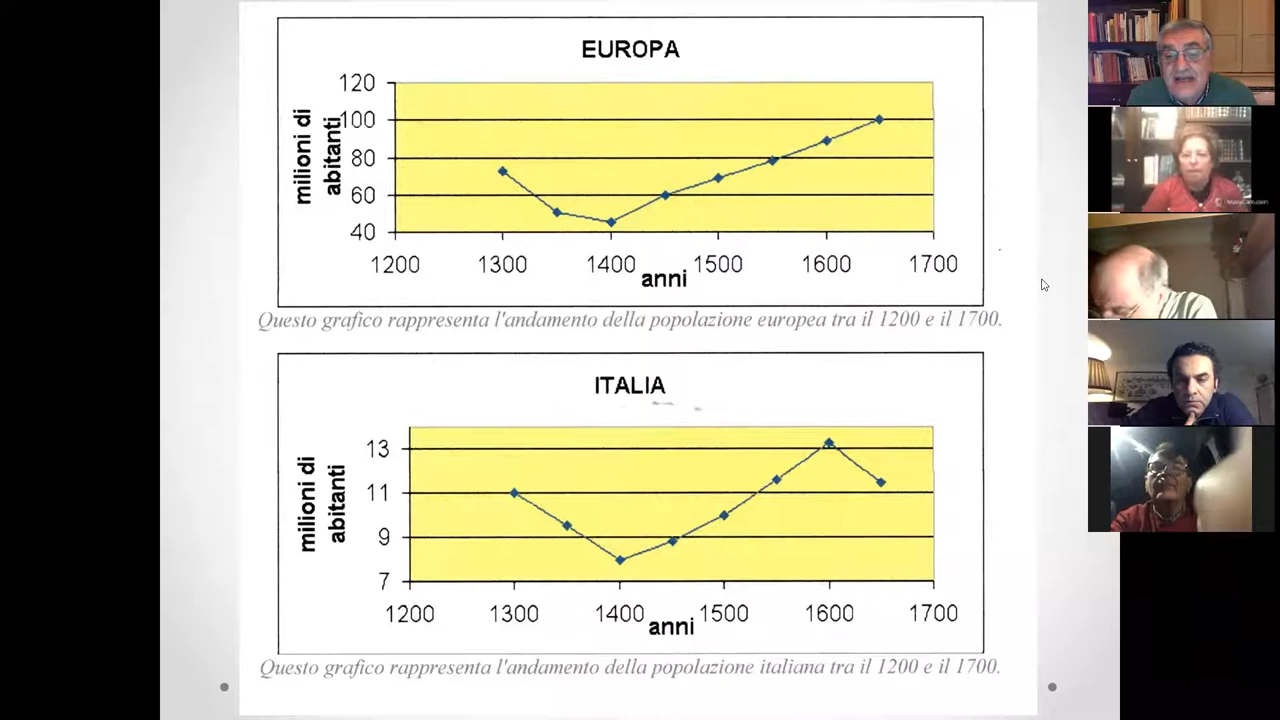 EUROPA
milioni di
abitanti
120
100
80
60
40
1200 1300 1400 1500 1600 1700
anni
Questo grafico rappresenta l'andamento della popolazione europea tra il 1200 e il 1700.
ITALIA
milioni di
abitanti
13
11
9
7
1200 1300 1400 1500 1600 1700
anni
Questo grafico rappresenta l'andamento della popolazione italiana tra il 1200 e il 1700.
ManyCam.com